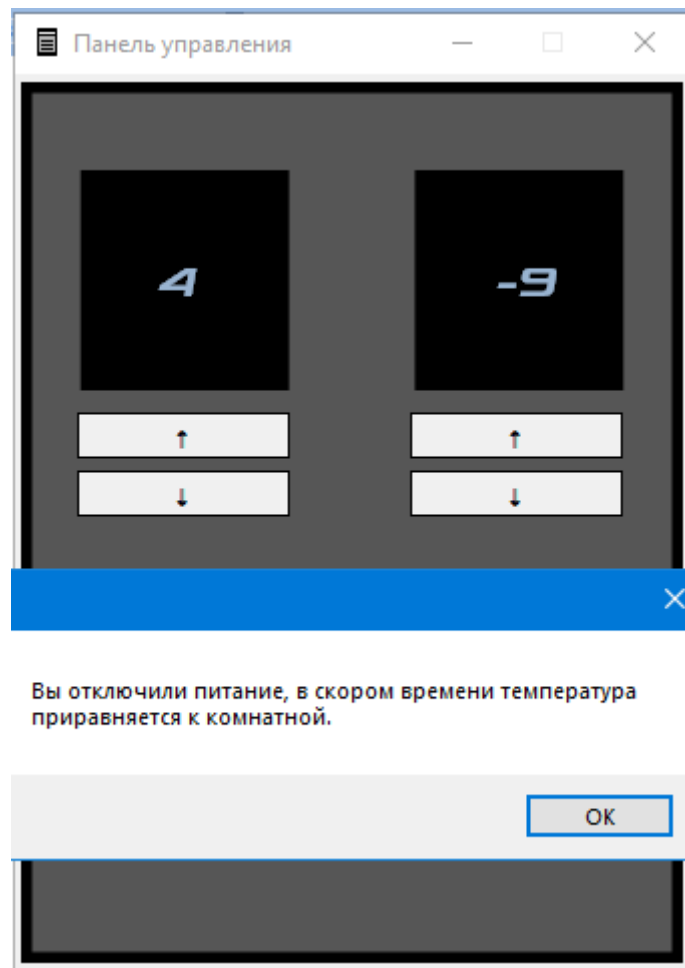 Панель управления
4 -9
↑ ↑
↓ ↓
Вы отключили питание, в скором времени температура
приравняется к комнатной.
OK